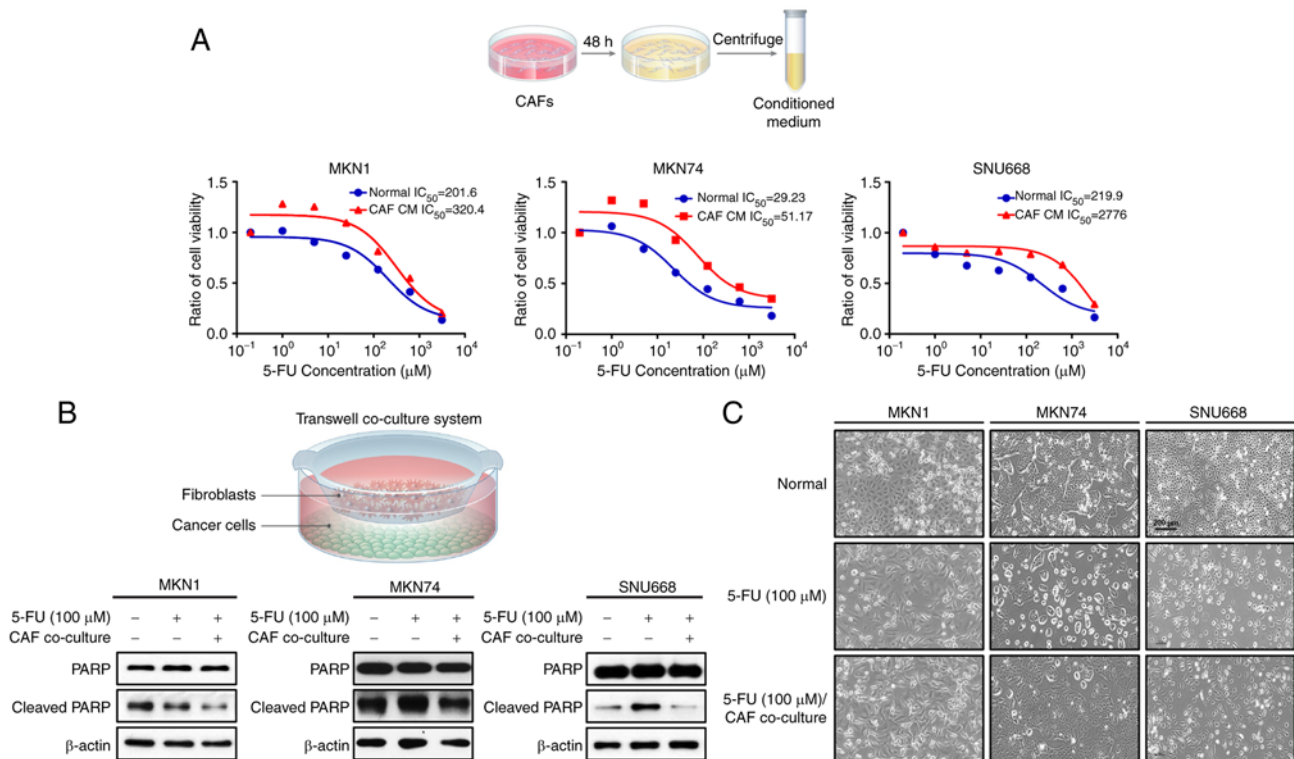 A
48 h
Centrifuge
CAFs
Conditioned
medium
MKN1
Normal IC50=201.6
CAF CM IC50=320.4
Ratio of cell viability
1.5
1.0
0.5
0.0
10⁻¹ 10⁰ 10¹ 10² 10³ 10⁴
5-FU Concentration (μM)
MKN74
Normal IC50=29.23
CAF CM IC50=51.17
Ratio of cell viability
1.5
1.0
0.5
0.0
10⁻¹ 10⁰ 10¹ 10² 10³ 10⁴
5-FU Concentration (μM)
SNU668
Normal IC50=219.9
CAF CM IC50=2776
Ratio of cell viability
1.5
1.0
0.5
0.0
10⁻¹ 10⁰ 10¹ 10² 10³ 10⁴
5-FU Concentration (μM)
B
Transwell co-culture system
Fibroblasts
Cancer cells
MKN1
5-FU (100 μM) – + +
CAF co-culture – – +
PARP
Cleaved PARP
β-actin
MKN74
5-FU (100 μM) – + +
CAF co-culture – – +
PARP
Cleaved PARP
β-actin
SNU668
5-FU (100 μM) – + +
CAF co-culture – – +
PARP
Cleaved PARP
β-actin
C
MKN1 MKN74 SNU668
Normal
200 μm
5-FU (100 μM)
5-FU (100 μM)/
CAF co-culture